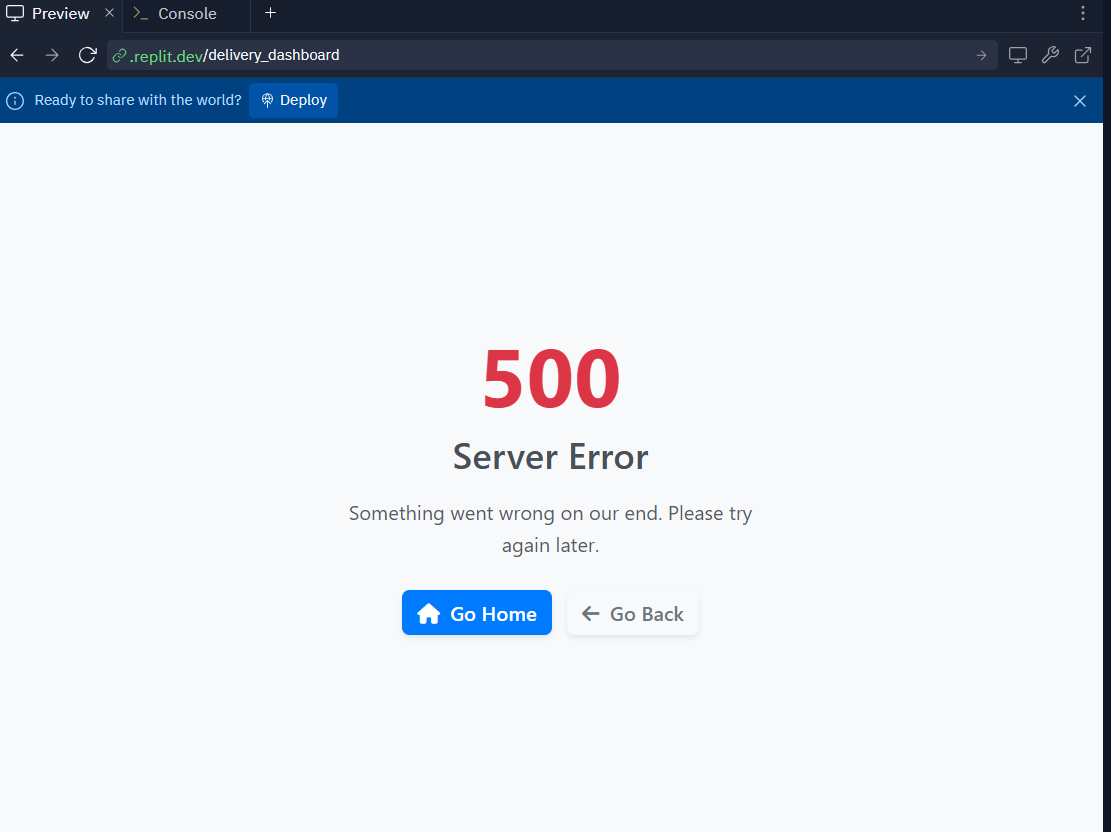 Preview
Console
.replit.dev/delivery_dashboard
Ready to share with the world?
Deploy
500
Server Error
Something went wrong on our end. Please try
again later.
Go Home
Go Back